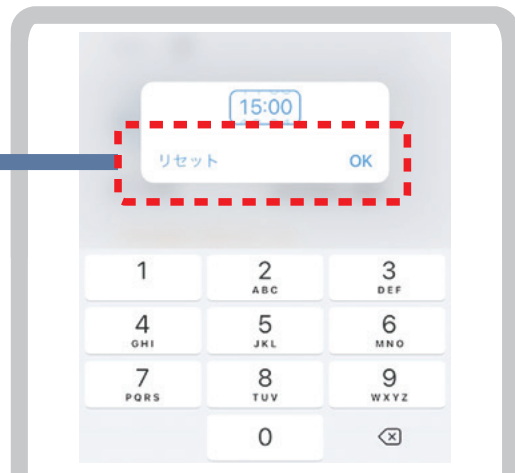 15:00
リセット OK
1 2 3
ABC DEF
4 5 6
GHI JKL MNO
7 8 9
PQRS TUV WXYZ
0